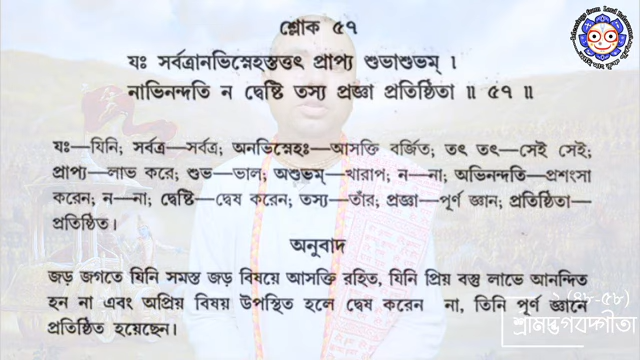 শ্লোক ৫৭
যঃ সর্বত্রানভিস্নেহস্তত্তৎ প্রাপ্য শুভাশুভম্ ।
নাভিনন্দতি ন দ্বেষ্টি তস্য প্রজ্ঞা প্রতিষ্ঠিতা ॥ ৫৭ ॥
যঃ—যিনি; সর্বত্র—সর্বত্র; অনভিস্নেহঃ—আসক্তি বর্জিত; তৎ তৎ—সেই সেই;
প্রাপ্য—লাভ করে; শুভ—ভাল; অশুভম্—খারাপ; ন—না; অভিনন্দতি—প্রশংসা
করেন; ন—না; দ্বেষ্টি—দ্বেষ করেন; তস্য—তাঁর; প্রজ্ঞা—পূর্ণ জ্ঞান; প্রতিষ্ঠিতা—
প্রতিষ্ঠিত।
অনুবাদ
জড় জগতে যিনি সমস্ত জড় বিষয়ে আসক্তি রহিত, যিনি প্রিয় বস্তু লাভে আনন্দিত
হন না এবং অপ্রিয় বিষয় উপস্থিত হলে দ্বেষ করেন না, তিনি পূর্ণ জ্ঞানে
প্রতিষ্ঠিত হয়েছেন।
২ (৪৮-৫৮)
শ্রীমদ্ভগবদ্গীতা